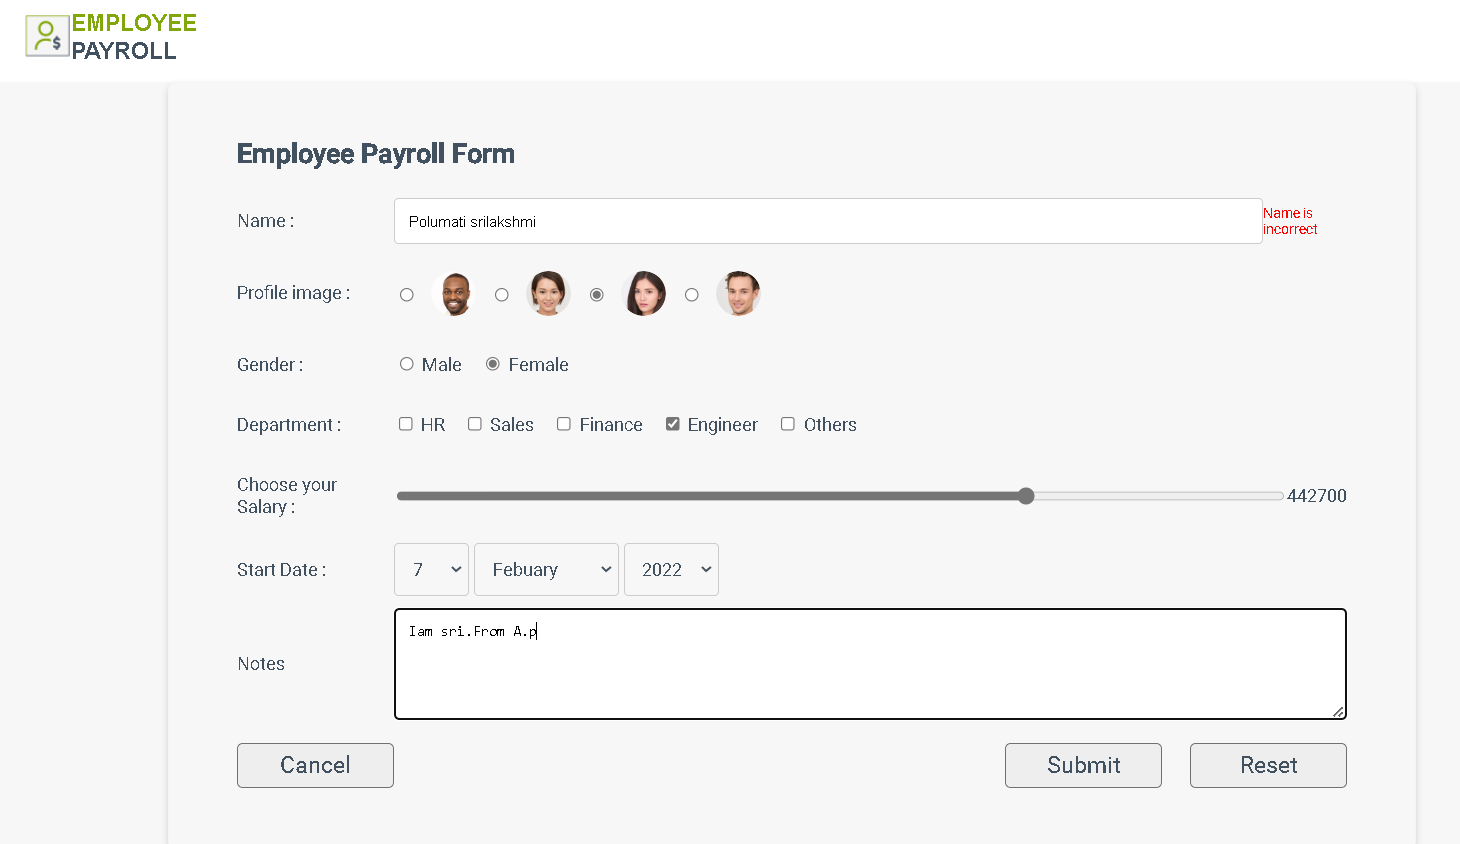 EMPLOYEE
PAYROLL
Employee Payroll Form
Name :
Polumati srilakshmi
Name is
incorrect
Profile image :
Gender :
Male
Female
Department :
HR
Sales
Finance
Engineer
Others
Choose your
Salary :
442700
Start Date :
7
Febuary
2022
Notes
Iam sri.From A.p
Cancel
Submit
Reset